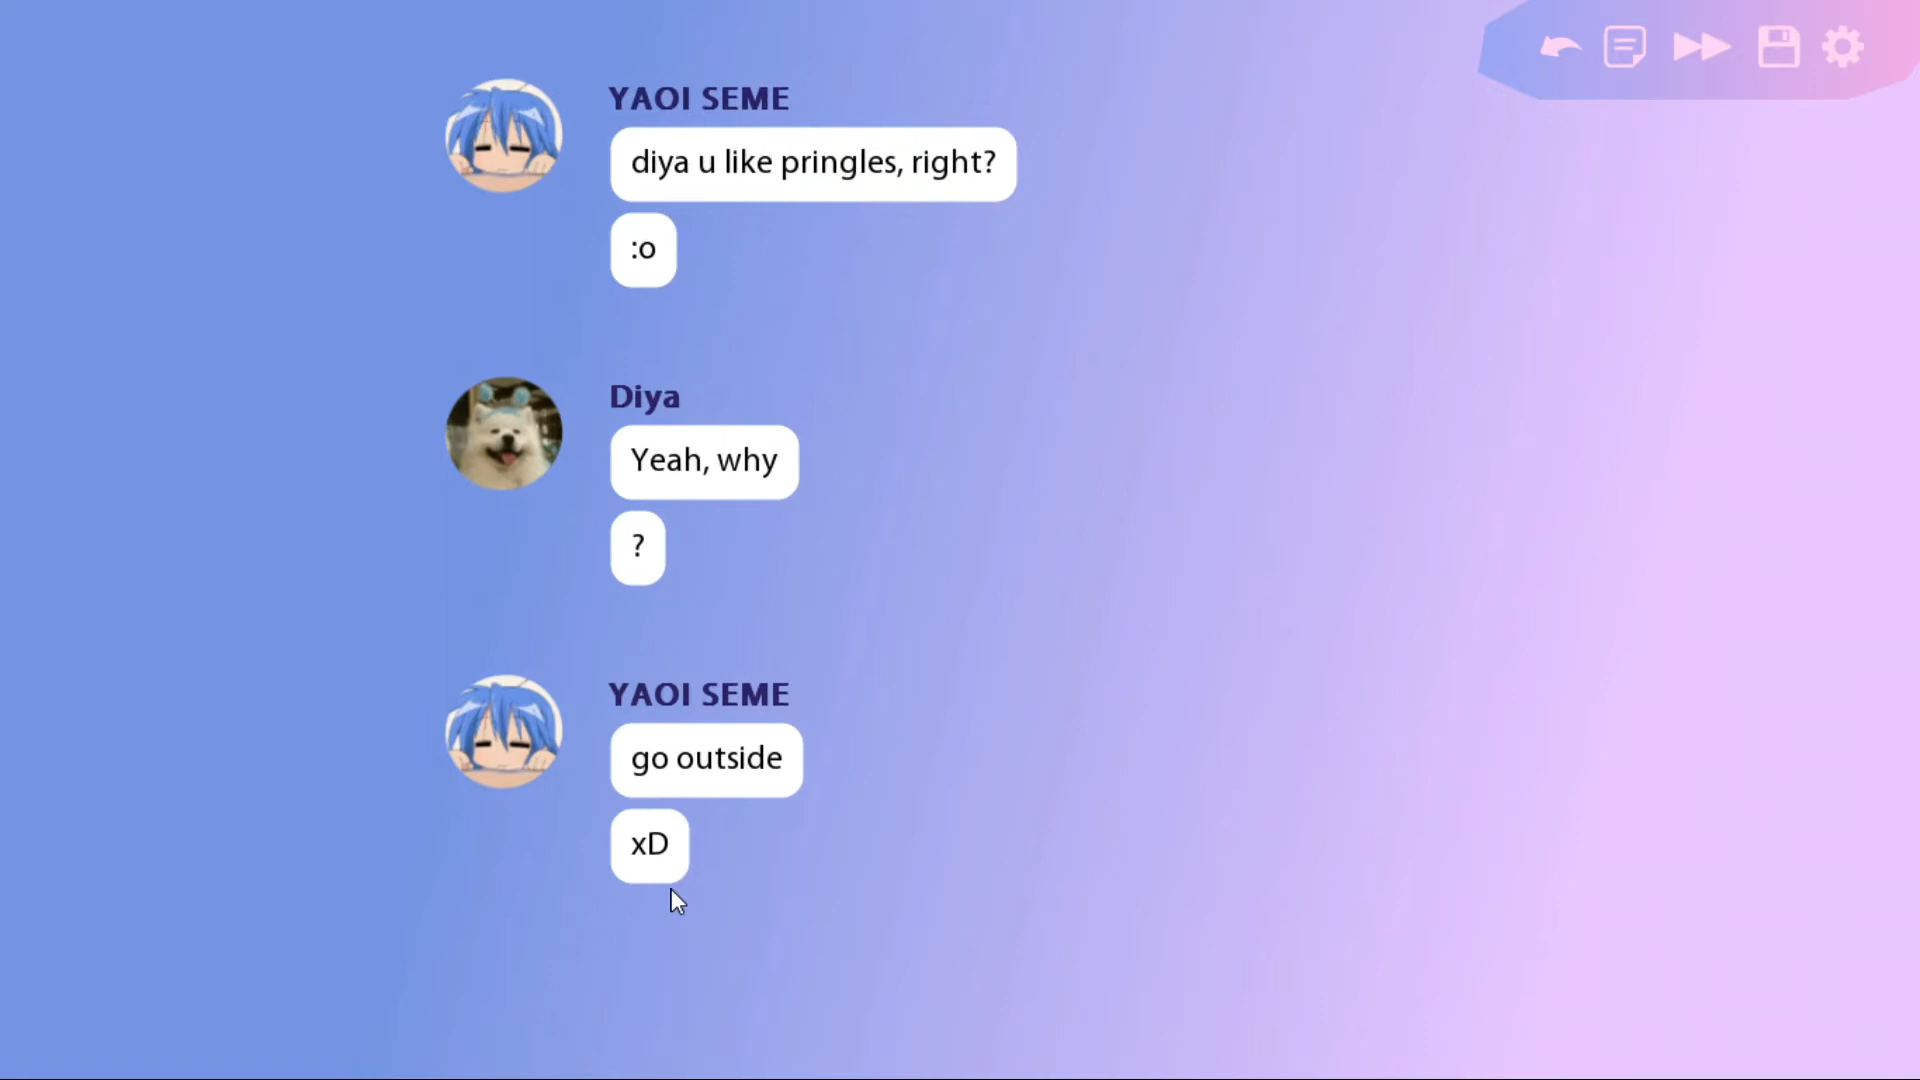 YAOI SEME
diya u like pringles, right?
:o
Diya
Yeah, why
?
YAOI SEME
go outside
xD